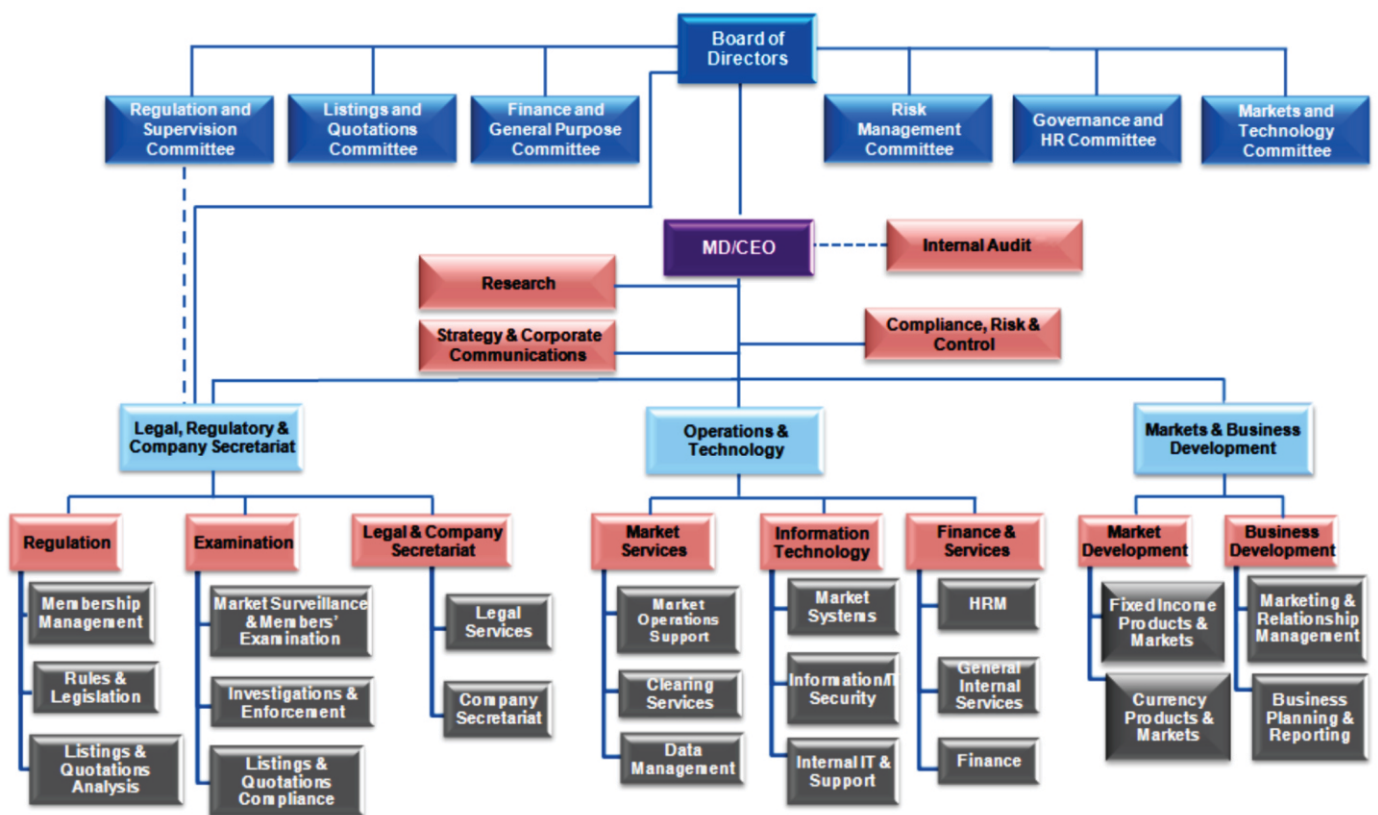 Board of
Directors
Regulation and
Supervision
Committee
Listings and
Quotations
Committee
Finance and
General Purpose
Committee
Risk
Management
Committee
Governance and
HR Committee
Markets and
Technology
Committee
MD/CEO
Internal Audit
Research
Strategy & Corporate
Communications
Compliance, Risk &
Control
Legal, Regulatory &
Company Secretariat
Operations &
Technology
Markets & Business
Development
Regulation
Examination
Legal & Company
Secretariat
Market
Services
Information
Technology
Finance &
Services
Market
Development
Business
Development
Membership
Management
Rules &
Legislation
Listings &
Quotations
Analysis
Market Surveillance
& Members'
Examination
Investigations &
Enforcement
Listings &
Quotations
Compliance
Legal
Services
Company
Secretariat
Market
Operations
Support
Clearing
Services
Data
Management
Market
Systems
Information/IT
Security
Internal IT &
Support
HRM
General
Internal
Services
Finance
Fixed Income
Products &
Markets
Currency
Products &
Markets
Marketing &
Relationship
Management
Business
Planning &
Reporting